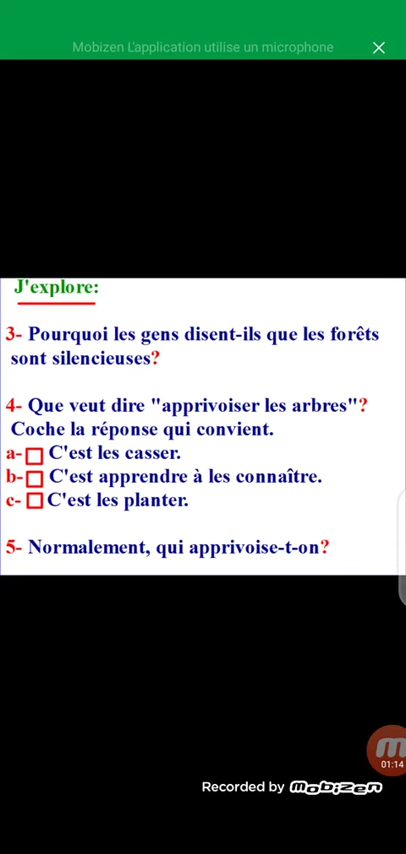 Mobizen L'application utilise un microphone
J'explore:
3- Pourquoi les gens disent-ils que les forêts
sont silencieuses?
4- Que veut dire "apprivoiser les arbres"?
Coche la réponse qui convient.
a- C'est les casser.
b- C'est apprendre à les connaître.
c- C'est les planter.
5- Normalement, qui apprivoise-t-on?
01:14
Recorded by Mobizen